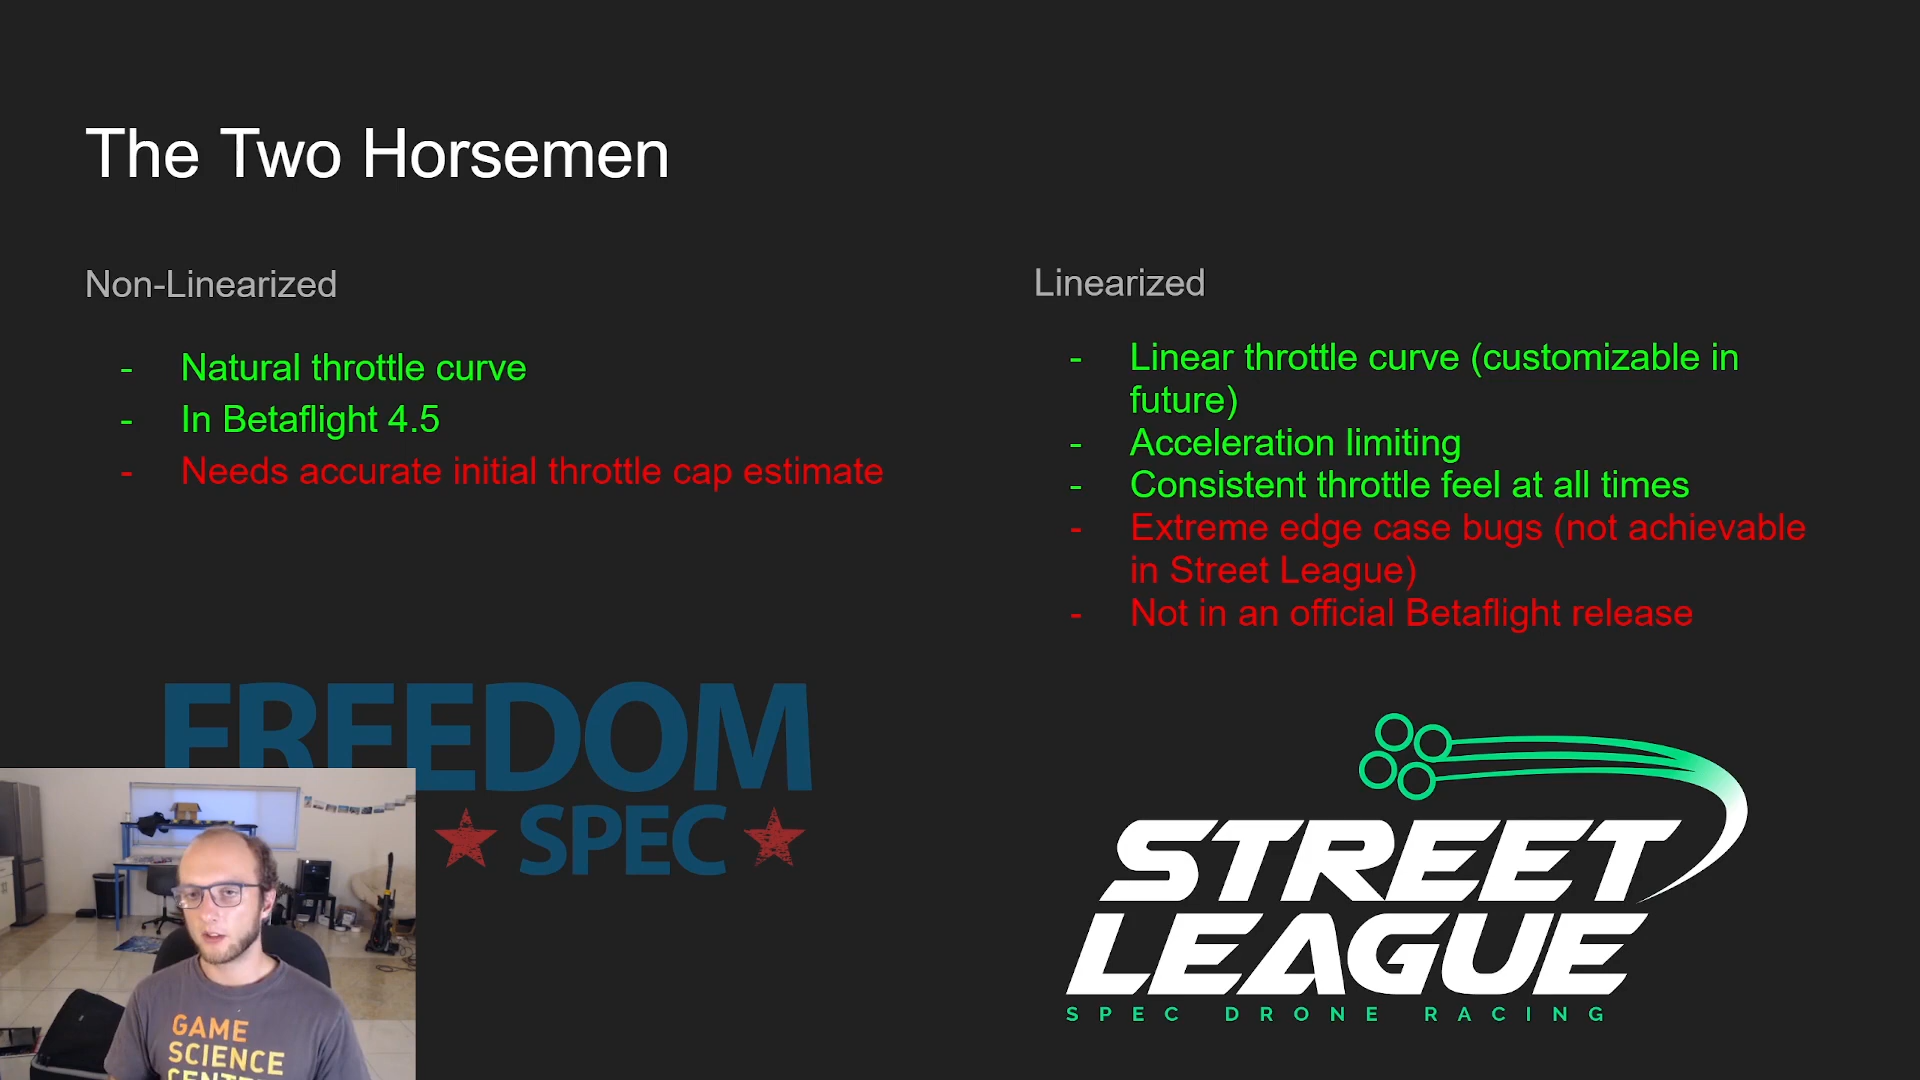 The Two Horsemen
Non-Linearized
- Natural throttle curve
- In Betaflight 4.5
- Needs accurate initial throttle cap estimate
Linearized
- Linear throttle curve (customizable in
future)
- Acceleration limiting
- Consistent throttle feel at all times
- Extreme edge case bugs (not achievable
in Street League)
- Not in an official Betaflight release
FREEDOM
SPEC
STREET
LEAGUE
SPEC DRONE RACING
GAME
SCIENCE
CENTER